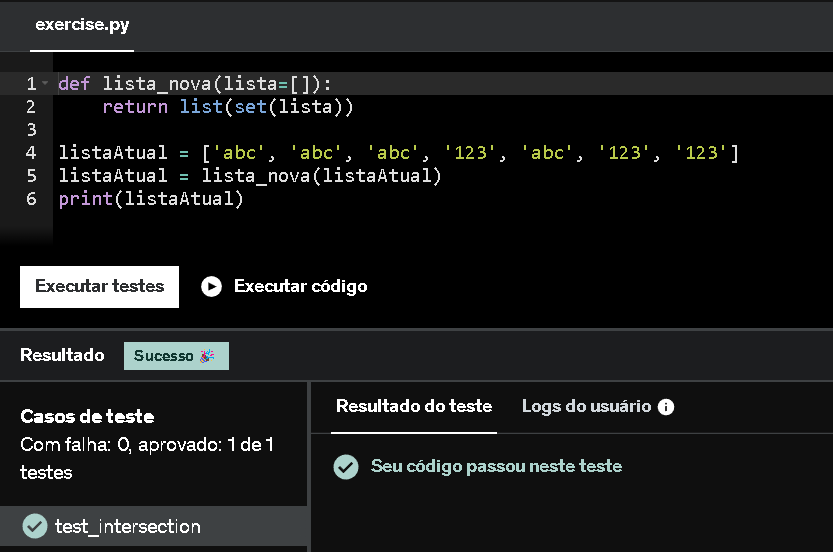 exercise.py
1 def lista_nova(lista=[]):
2     return list(set(lista))
3
4 listaAtual = ['abc', 'abc', 'abc', '123', 'abc', '123', '123']
5 listaAtual = lista_nova(listaAtual)
6 print(listaAtual)
Executar testes Executar código
Resultado Sucesso 🎉
Casos de teste
Com falha: 0, aprovado: 1 de 1
testes
test_intersection
Resultado do teste Logs do usuário
Seu código passou neste teste